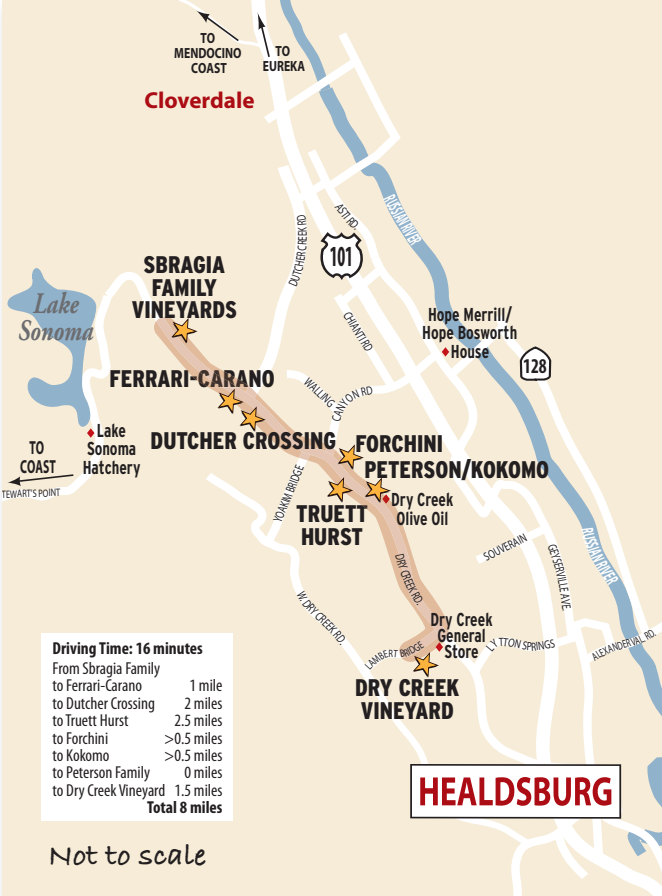 TO
MENDOCINO
COAST
TO
EUREKA
Cloverdale
RUSSIAN RIVER
ASTI RD.
DUTCHER CREEK RD
101
SBRAGIA
FAMILY
VINEYARDS
Lake
Sonoma
CHIANTI RD
Hope Merrill/
Hope Bosworth
House
128
FERRARI-CARANO
WALLING
CANYON RD
DUTCHER CROSSING
FORCHINI
PETERSON/KOKOMO
Lake
Sonoma
Hatchery
TO
COAST
TEWART'S POINT
YOAKIM BRIDGE
TRUETT
HURST
Dry Creek
Olive Oil
SOUVERAIN
GEYSERVILLE AVE
RUSSIAN RIVER
DRY CREEK RD.
W. DRY CREEK RD.
Dry Creek
General
Store
LAMBERT BRIDGE
LYTTON SPRINGS
ALEXANDER VAL RD.
DRY CREEK
VINEYARD
Driving Time: 16 minutes
From Sbragia Family
to Ferrari-Carano 1 mile
to Dutcher Crossing 2 miles
to Truett Hurst 2.5 miles
to Forchini >0.5 miles
to Kokomo >0.5 miles
to Peterson Family 0 miles
to Dry Creek Vineyard 1.5 miles
Total 8 miles
HEALDSBURG
Not to scale